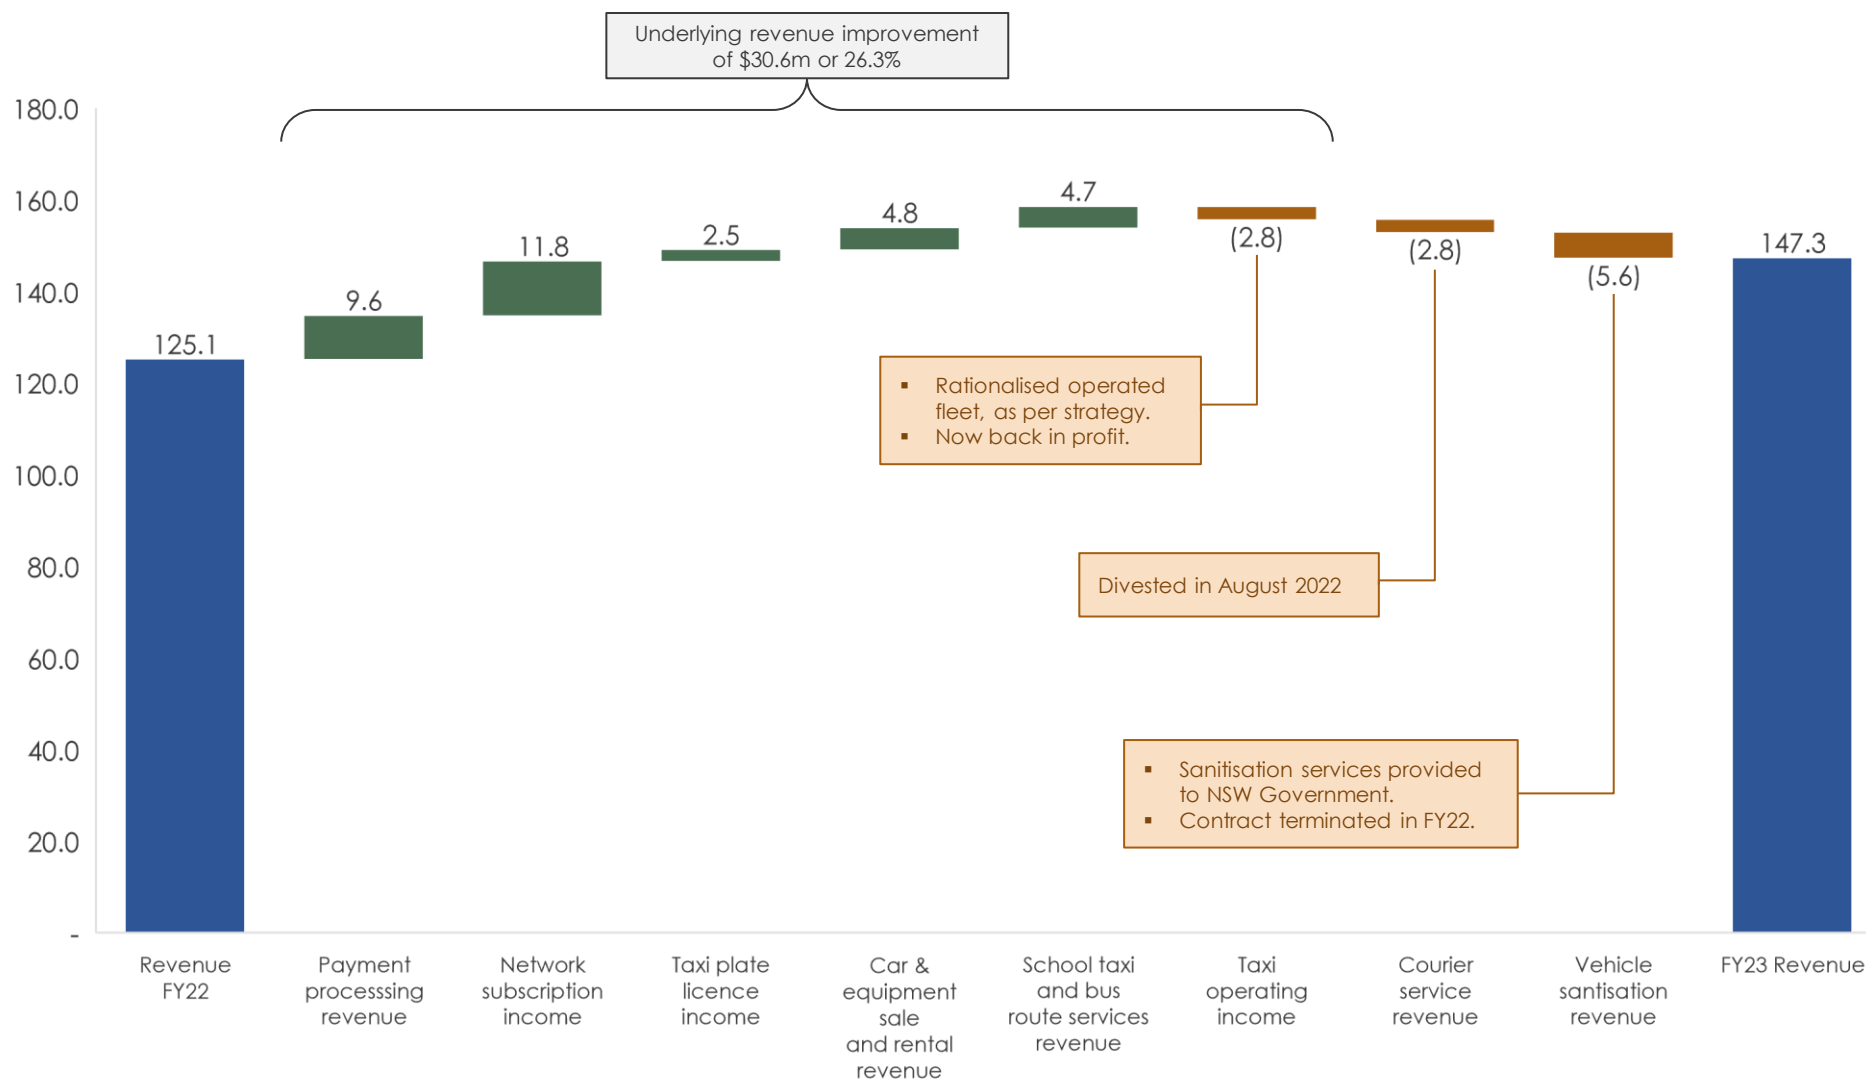 Underlying revenue improvement
of $30.6m or 26.3%
180.0
160.0
140.0
120.0
100.0
80.0
60.0
40.0
20.0
-
125.1
9.6
11.8
2.5
4.8
4.7
(2.8)
(2.8)
(5.6)
147.3
▪ Rationalised operated
fleet, as per strategy.
▪ Now back in profit.
Divested in August 2022
▪ Sanitisation services provided
to NSW Government.
▪ Contract terminated in FY22.
Revenue
FY22
Payment
processsing
revenue
Network
subscription
income
Taxi plate
licence
income
Car &
equipment
sale
and rental
revenue
School taxi
and bus
route services
revenue
Taxi
operating
income
Courier
service
revenue
Vehicle
santisation
revenue
FY23 Revenue